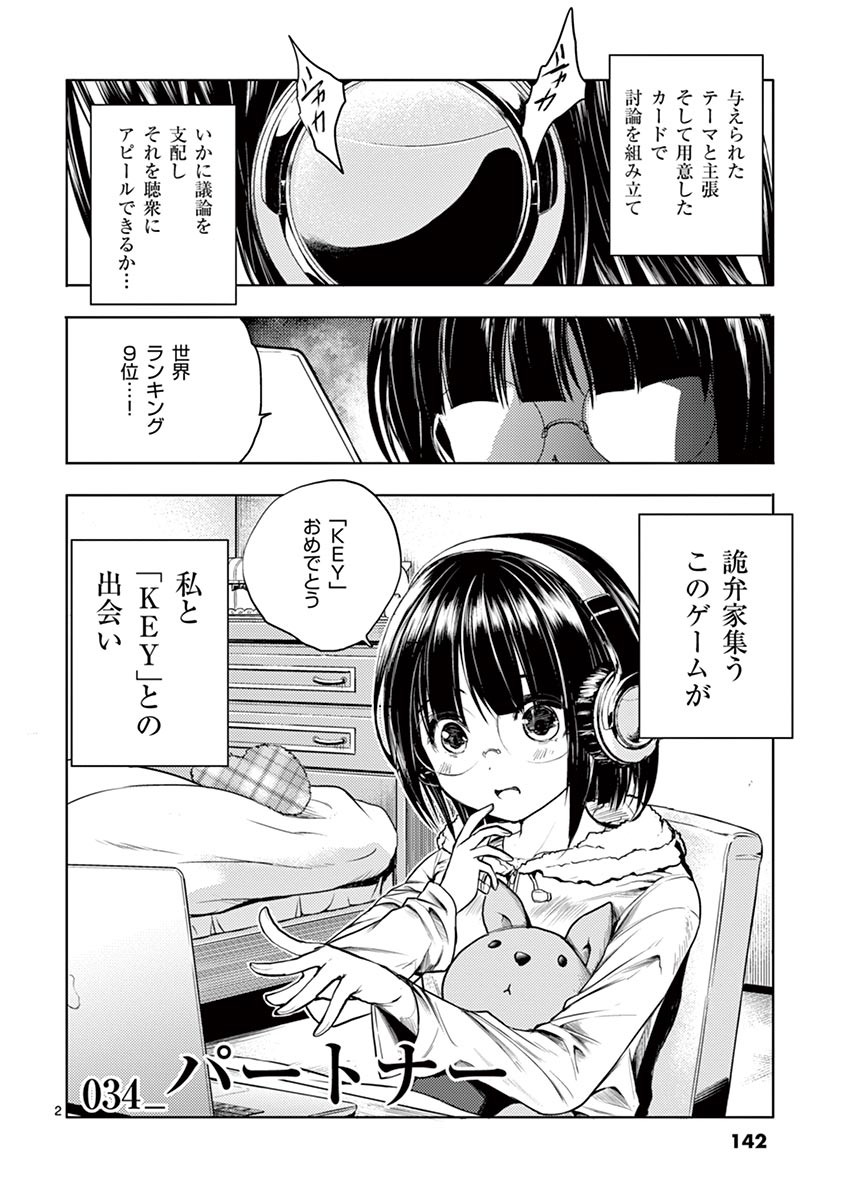 与えられた
テーマと主張
そして用意した
カードで
討論を組み立て
ジャカ
ジャカ
いかに議論を
支配し
それを聴衆に
アピールできるか…
世界
ランキング
9位…!
詭弁家集う
このゲームが
「KEY」
おめでとう
私と
「KEY」との
出会い
034_パートナー
2
142